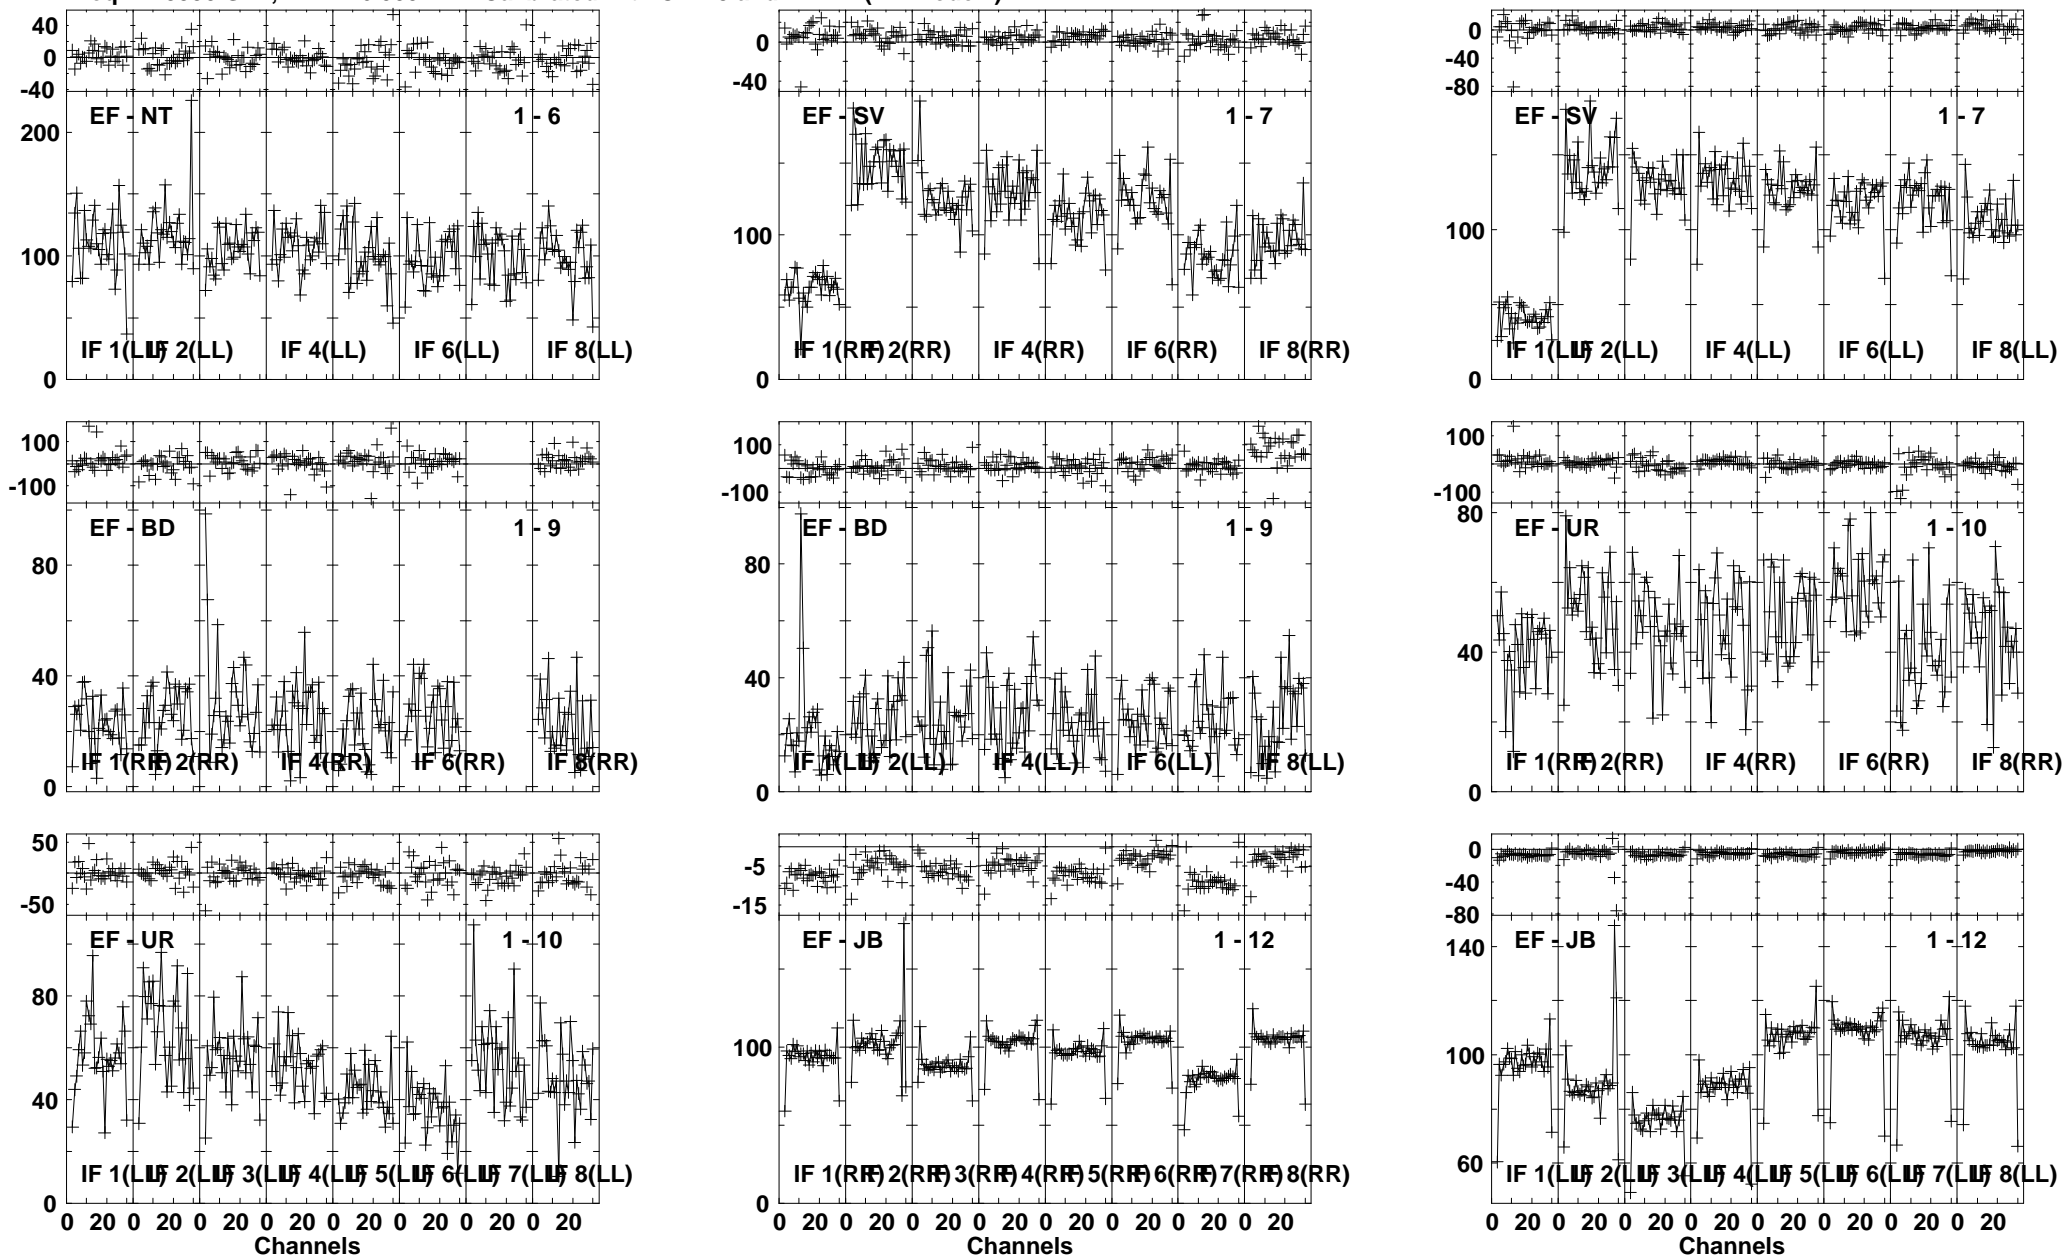 40
0
-40
EF - NT 1 - 6
200
100
0
IF 1(LL) IF 2(LL) IF 4(LL) IF 6(LL) IF 8(LL)
0
-40
EF - SV 1 - 7
100
0
IF 1(RR) IF 2(RR) IF 4(RR) IF 6(RR) IF 8(RR)
0
-40
-80
EF - SV 1 - 7
100
0
IF 1(LL) IF 2(LL) IF 4(LL) IF 6(LL) IF 8(LL)
100
-100
EF - BD 1 - 9
80
40
0
IF 1(RR) IF 2(RR) IF 4(RR) IF 6(RR) IF 8(RR)
100
-100
EF - BD 1 - 9
80
40
0
IF 1(LL) IF 2(LL) IF 4(LL) IF 6(LL) IF 8(LL)
100
-100
EF - UR 1 - 10
80
40
0
IF 1(RR) IF 2(RR) IF 4(RR) IF 6(RR) IF 8(RR)
50
-50
EF - UR 1 - 10
80
40
0
IF 1(LL) IF 2(LL) IF 3(LL) IF 4(LL) IF 5(LL) IF 6(LL) IF 7(LL) IF 8(LL)
0 20 0 20 0 20 0 20 0 20 0 20 0 20 0 20
Channels
-5
-15
EF - JB 1 - 12
100
0
IF 1(RR) IF 2(RR) IF 3(RR) IF 4(RR) IF 5(RR) IF 6(RR) IF 7(RR) IF 8(RR)
0 20 0 20 0 20 0 20 0 20 0 20 0 20 0 20
Channels
0
-40
-80
EF - JB 1 - 12
140
100
60
IF 1(LL) IF 2(LL) IF 3(LL) IF 4(LL) IF 5(LL) IF 6(LL) IF 7(LL) IF 8(LL)
0 20 0 20 0 20 0 20 0 20 0 20 0 20 0 20
Channels